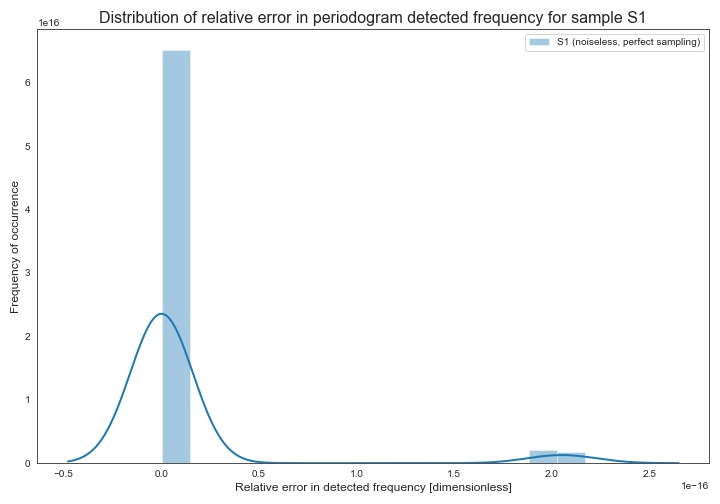 Distribution of relative error in periodogram detected frequency for sample S1
1e16
S1 (noiseless, perfect sampling)
6
5
4
3
2
1
0
Frequency of occurrence
−0.5 0.0 0.5 1.0 1.5 2.0 2.5
Relative error in detected frequency [dimensionless]
1e−16